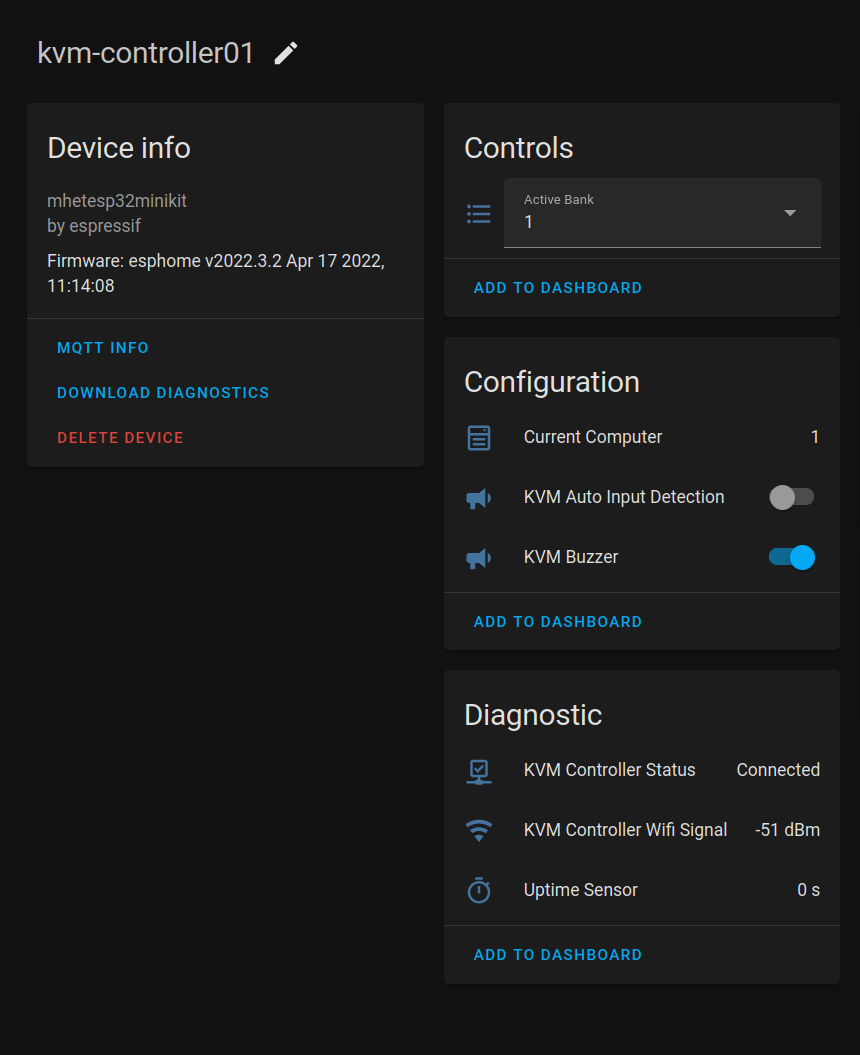 kvm-controller01
Device info
mhetesp32minikit
by espressif
Firmware: esphome v2022.3.2 Apr 17 2022,
11:14:08
MQTT INFO
DOWNLOAD DIAGNOSTICS
DELETE DEVICE
Controls
Active Bank
1
ADD TO DASHBOARD
Configuration
Current Computer 1
KVM Auto Input Detection
KVM Buzzer
ADD TO DASHBOARD
Diagnostic
KVM Controller Status Connected
KVM Controller Wifi Signal -51 dBm
Uptime Sensor 0 s
ADD TO DASHBOARD